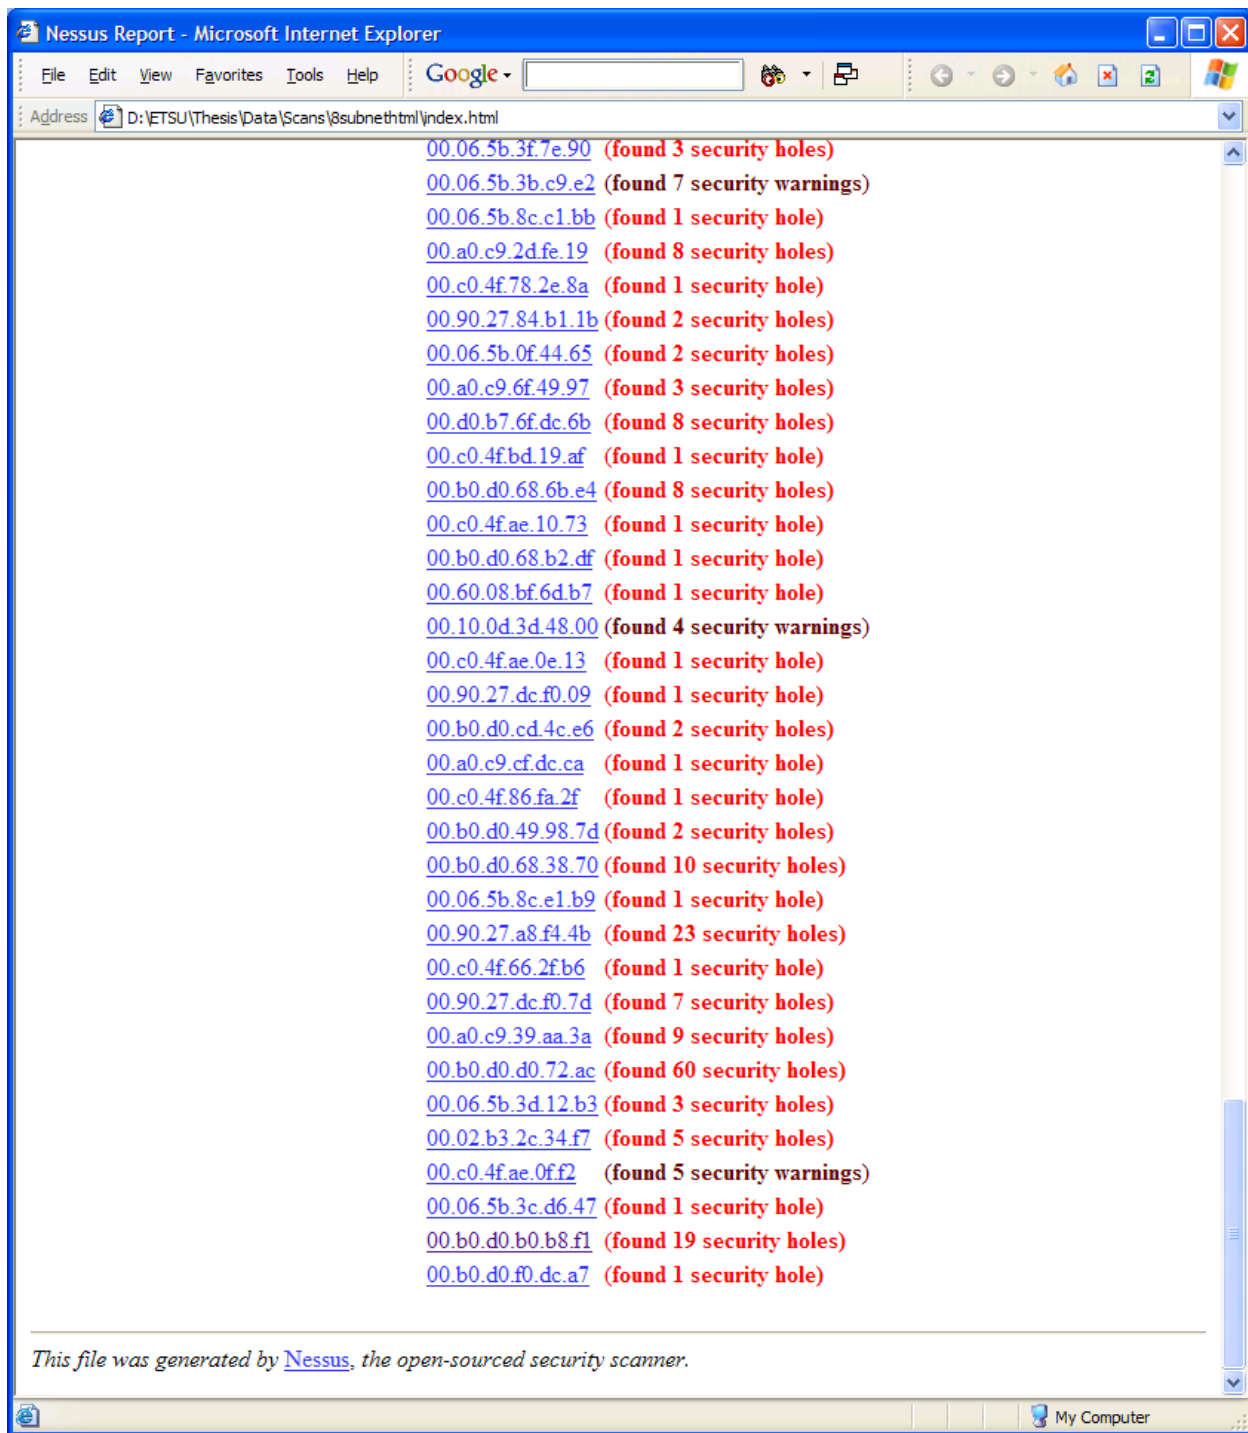 Nessus Report - Microsoft Internet Explorer
File Edit View Favorites Tools Help Google
Address D:\ETSU\Thesis\Data\Scans\8subnethtml\index.html
00.06.5b.3f.7e.90 (found 3 security holes)
00.06.5b.3b.c9.e2 (found 7 security warnings)
00.06.5b.8c.c1.bb (found 1 security hole)
00.a0.c9.2d.fe.19 (found 8 security holes)
00.c0.4f.78.2e.8a (found 1 security hole)
00.90.27.84.b1.1b (found 2 security holes)
00.06.5b.0f.44.65 (found 2 security holes)
00.a0.c9.6f.49.97 (found 3 security holes)
00.d0.b7.6f.dc.6b (found 8 security holes)
00.c0.4f.bd.19.af (found 1 security hole)
00.b0.d0.68.6b.e4 (found 8 security holes)
00.c0.4f.ae.10.73 (found 1 security hole)
00.b0.d0.68.b2.df (found 1 security hole)
00.60.08.bf.6d.b7 (found 1 security hole)
00.10.0d.3d.48.00 (found 4 security warnings)
00.c0.4f.ae.0e.13 (found 1 security hole)
00.90.27.dc.f0.09 (found 1 security hole)
00.b0.d0.cd.4c.e6 (found 2 security holes)
00.a0.c9.cf.dc.ca (found 1 security hole)
00.c0.4f.86.fa.2f (found 1 security hole)
00.b0.d0.49.98.7d (found 2 security holes)
00.b0.d0.68.38.70 (found 10 security holes)
00.06.5b.8c.e1.b9 (found 1 security hole)
00.90.27.a8.f4.4b (found 23 security holes)
00.c0.4f.66.2f.b6 (found 1 security hole)
00.90.27.dc.f0.7d (found 7 security holes)
00.a0.c9.39.aa.3a (found 9 security holes)
00.b0.d0.d0.72.ac (found 60 security holes)
00.06.5b.3d.12.b3 (found 3 security holes)
00.02.b3.2c.34.f7 (found 5 security holes)
00.c0.4f.ae.0f.f2 (found 5 security warnings)
00.06.5b.3c.d6.47 (found 1 security hole)
00.b0.d0.b0.b8.f1 (found 19 security holes)
00.b0.d0.f0.dc.a7 (found 1 security hole)
This file was generated by Nessus, the open-sourced security scanner.
My Computer